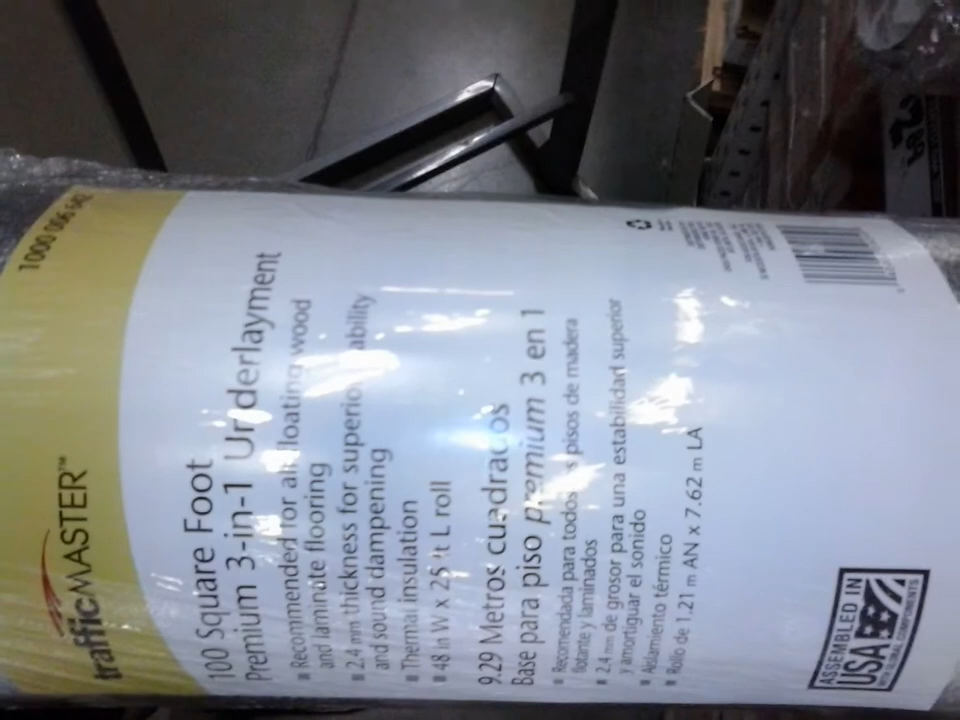 trafficMASTER™
100 Square Foot
Premium 3-in-1 Underlayment
■ Recommended for all floating wood
and laminate flooring
■ 2.4 mm thickness for superior
and sound dampening
■ Thermal insulation
■ 48 in W x 25 ft L roll
9.29 Metros cuadrados
Base para piso premium 3 en 1
■ Recomendada para todos los pisos de madera
flotante y laminados
■ 2.4 mm de grosor para una estabilidad superior
y amortiguar el sonido
■ Aislamiento térmico
■ Rollo de 1.21 m AN x 7.62 m LA
ASSEMBLED IN
USA
WITH GLOBAL COMPONENTS